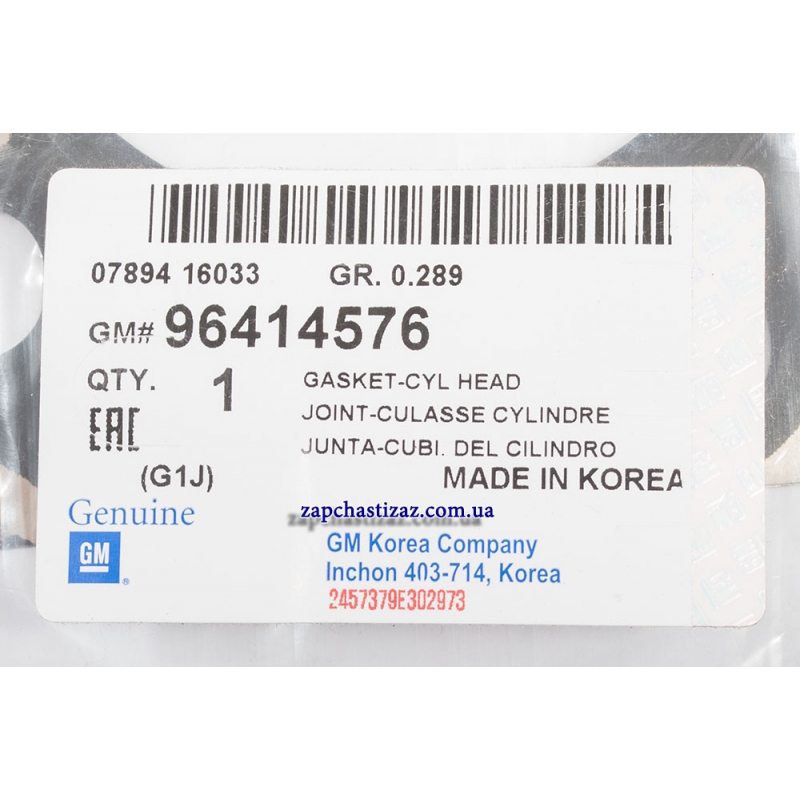 07894 16033 GR. 0.289
GM# 96414576
QTY. 1 GASKET-CYL HEAD
JOINT-CULASSE CYLINDRE
EAC
JUNTA-CUBI. DEL CILINDRO
(G1J) MADE IN KOREA
zapchastizaz.com.ua
Genuine
GM ®
GM Korea Company
Inchon 403-714, Korea
2457379E302973